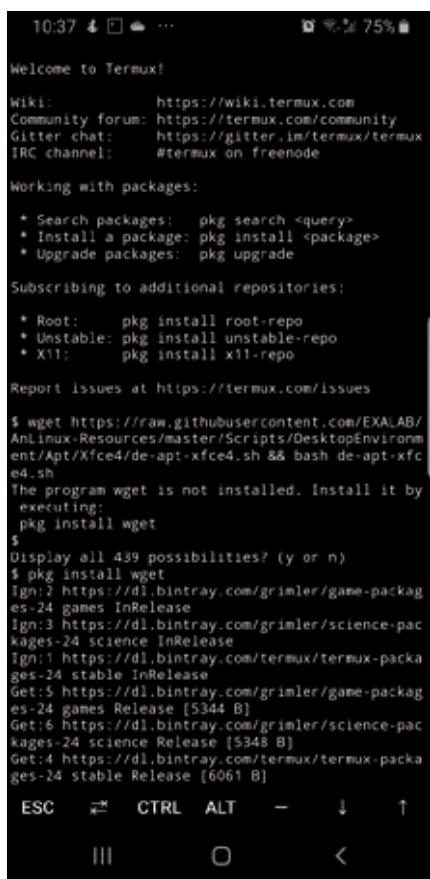 10:37 ··· 75%
Welcome to Termux!
Wiki: https://wiki.termux.com
Community forum: https://termux.com/community
Gitter chat: https://gitter.im/termux/termux
IRC channel: #termux on freenode
Working with packages:
* Search packages: pkg search <query>
* Install a package: pkg install <package>
* Upgrade packages: pkg upgrade
Subscribing to additional repositories:
* Root: pkg install root-repo
* Unstable: pkg install unstable-repo
* X11: pkg install x11-repo
Report issues at https://termux.com/issues
$ wget https://raw.githubusercontent.com/EXALAB/
AnLinux-Resources/master/Scripts/DesktopEnvironm
ent/Apt/Xfce4/de-apt-xfce4.sh && bash de-apt-xfc
e4.sh
The program wget is not installed. Install it by
executing:
pkg install wget
$
Display all 439 possibilities? (y or n)
$ pkg install wget
Ign:2 https://dl.bintray.com/grimler/game-packag
es-24 games InRelease
Ign:3 https://dl.bintray.com/grimler/science-pac
kages-24 science InRelease
Ign:1 https://dl.bintray.com/termux/termux-packa
ges-24 stable InRelease
Get:5 https://dl.bintray.com/grimler/game-packag
es-24 games Release [5344 B]
Get:6 https://dl.bintray.com/grimler/science-pac
kages-24 science Release [5348 B]
Get:4 https://dl.bintray.com/termux/termux-packa
ges-24 stable Release [6061 B]
ESC ⇄ CTRL ALT — ↓ ↑